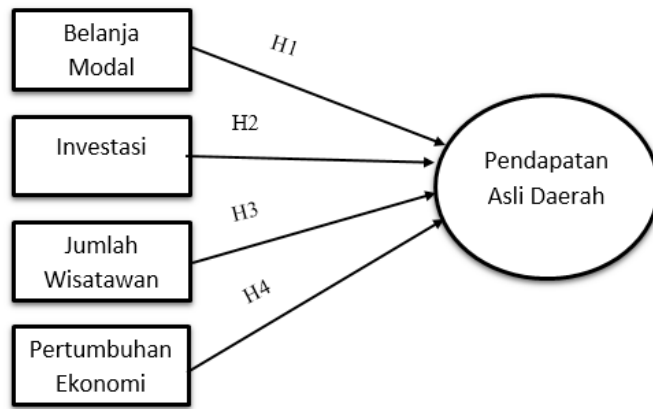 Belanja
Modal
H1
Investasi
H2
Pendapatan
Asli Daerah
Jumlah
Wisatawan
H3
Pertumbuhan
Ekonomi
H4